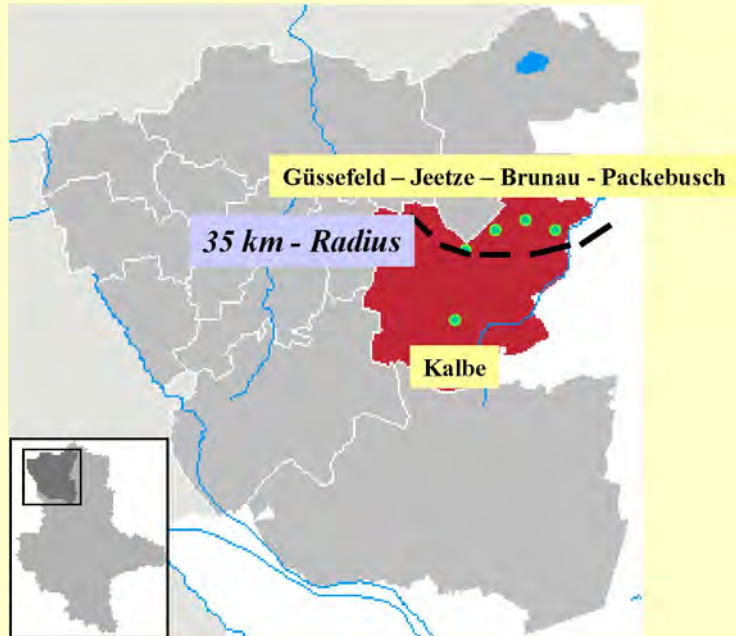 Güssefeld – Jeetze – Brunau - Packebusch
35 km - Radius
Kalbe